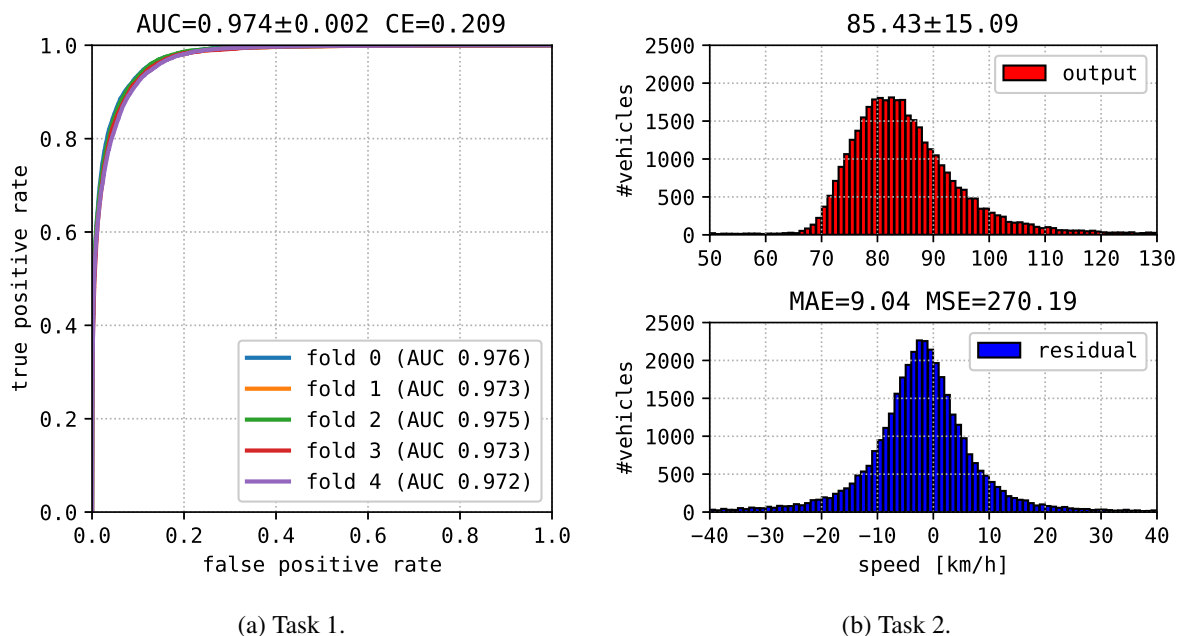 AUC=0.974±0.002 CE=0.209
1.0
0.8
0.6
0.4
0.2
0.0
true positive rate
fold 0 (AUC 0.976)
fold 1 (AUC 0.973)
fold 2 (AUC 0.975)
fold 3 (AUC 0.973)
fold 4 (AUC 0.972)
0.0 0.2 0.4 0.6 0.8 1.0
false positive rate
(a) Task 1.
85.43±15.09
2500
2000
1500
1000
500
0
#vehicles
output
50 60 70 80 90 100 110 120 130
MAE=9.04 MSE=270.19
2500
2000
1500
1000
500
0
#vehicles
residual
−40 −30 −20 −10 0 10 20 30 40
speed [km/h]
(b) Task 2.